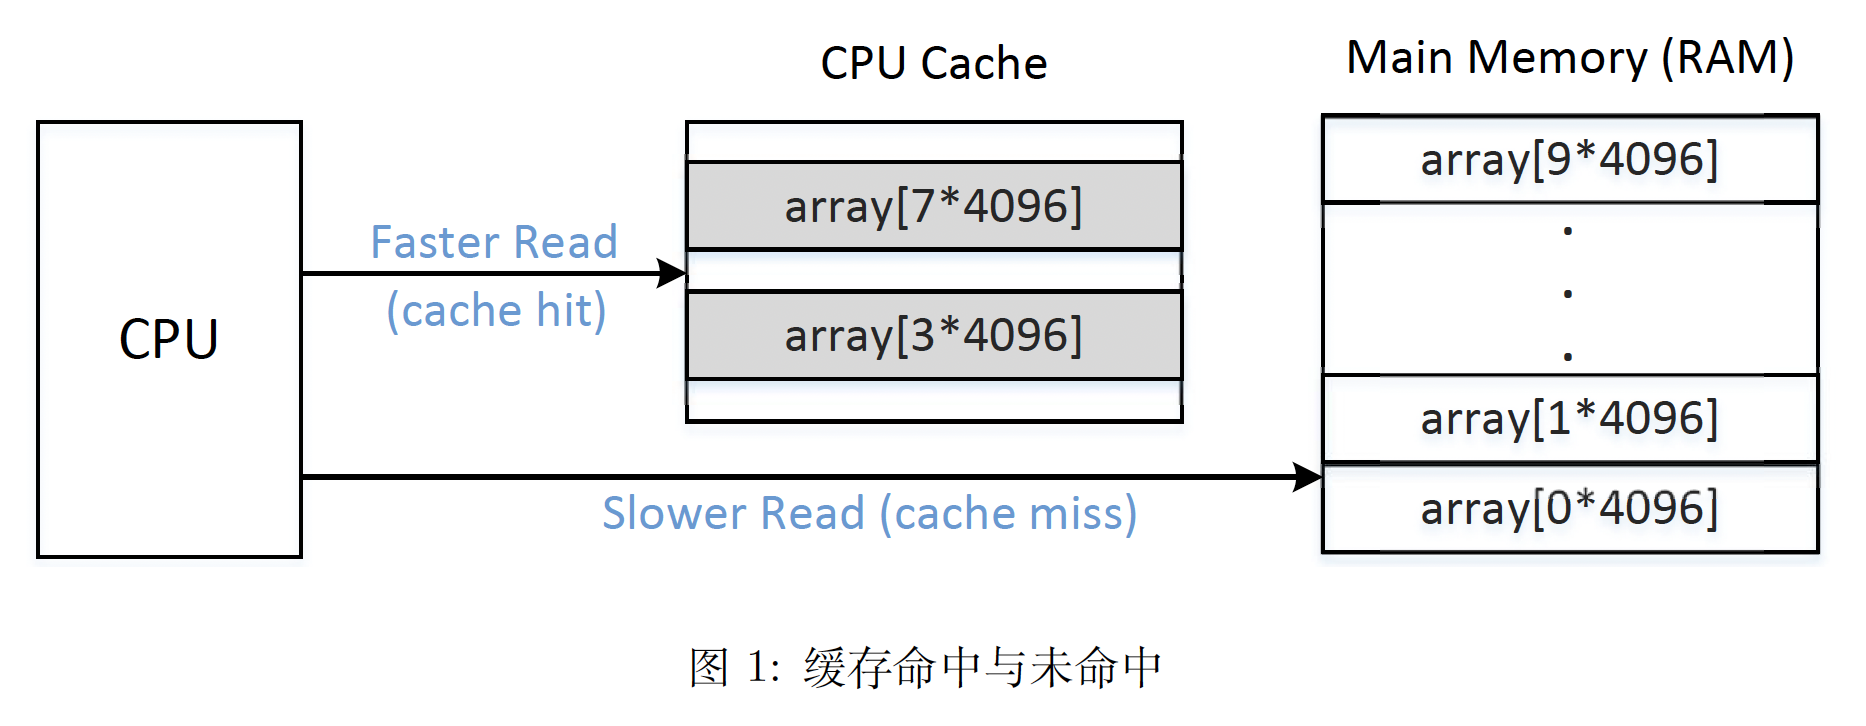 CPU Cache
Main Memory (RAM)
CPU
Faster Read
(cache hit)
array[7*4096]
array[3*4096]
Slower Read (cache miss)
array[9*4096]
.
.
.
array[1*4096]
array[0*4096]
图 1: 缓存命中与未命中